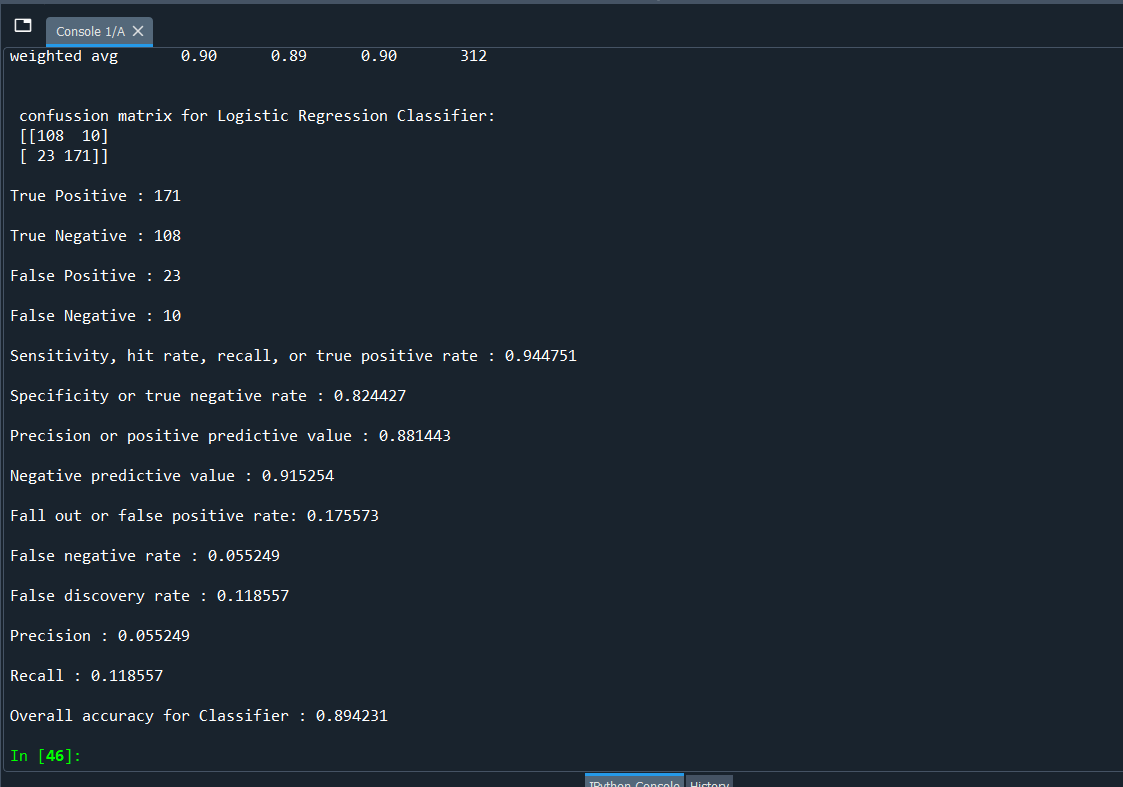 Console 1/A
weighted avg 0.90 0.89 0.90 312
confussion matrix for Logistic Regression Classifier:
[[108 10]
[ 23 171]]
True Positive : 171
True Negative : 108
False Positive : 23
False Negative : 10
Sensitivity, hit rate, recall, or true positive rate : 0.944751
Specificity or true negative rate : 0.824427
Precision or positive predictive value : 0.881443
Negative predictive value : 0.915254
Fall out or false positive rate: 0.175573
False negative rate : 0.055249
False discovery rate : 0.118557
Precision : 0.055249
Recall : 0.118557
Overall accuracy for Classifier : 0.894231
In [46]:
IPython Console History